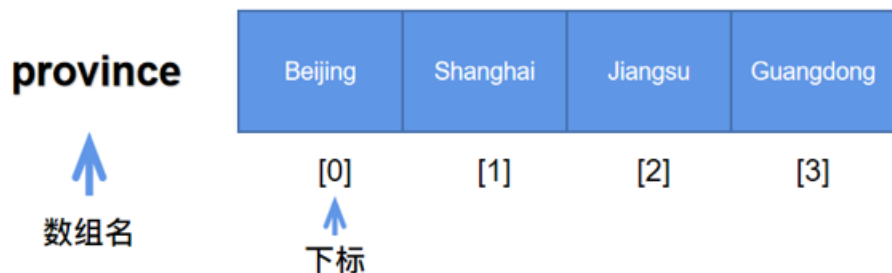 province Beijing Shanghai Jiangsu Guangdong
[0] [1] [2] [3]
数组名
下标